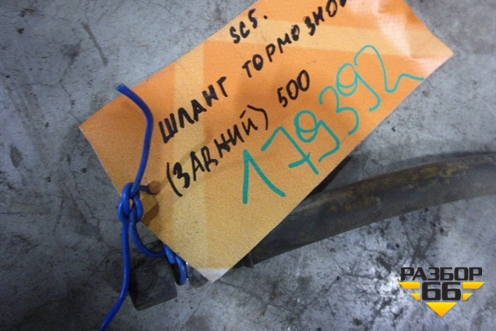 SC5.
ШЛАНГ ТОРМОЗНОЙ
(ЗАДНИЙ) 500
179392
РАЗБОР
66